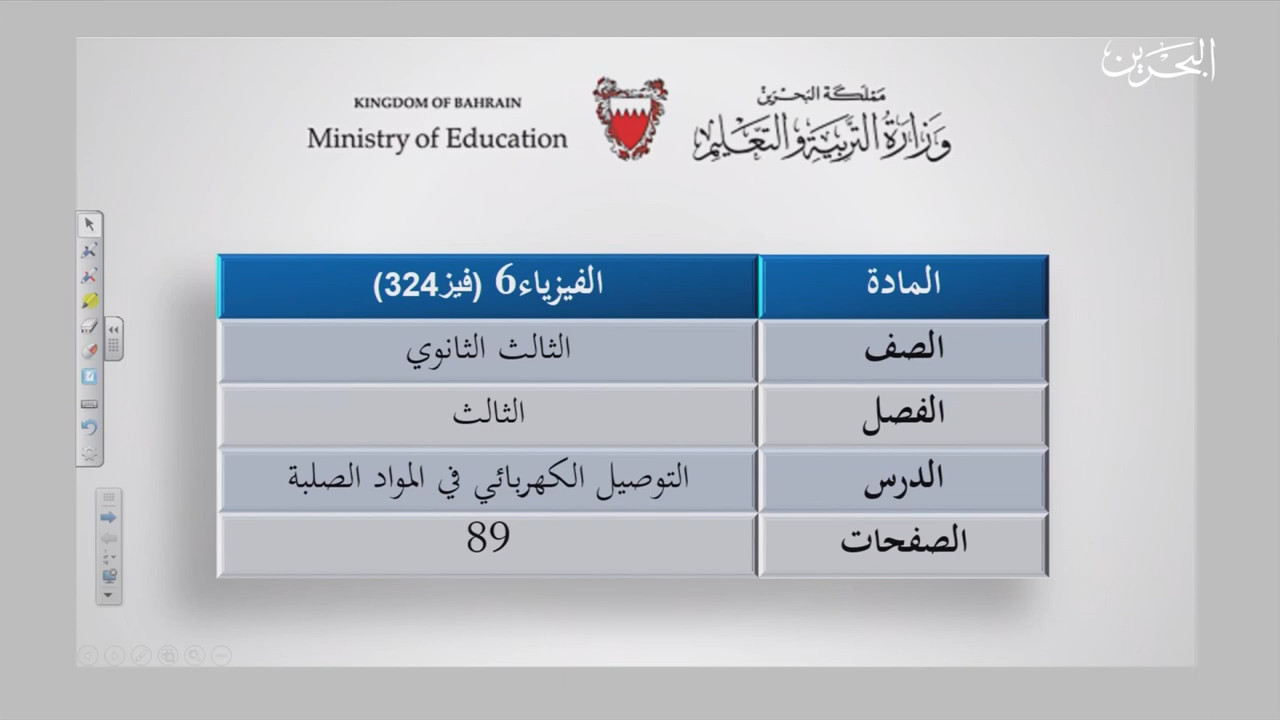 البحرين
KINGDOM OF BAHRAIN
Ministry of Education
مملكة البحرين
وزارة التربية والتعليم
المادة الفيزياء6 (فيز324)
الصف الثالث الثانوي
الفصل الثالث
الدرس التوصيل الكهربائي في المواد الصلبة
الصفحات 89